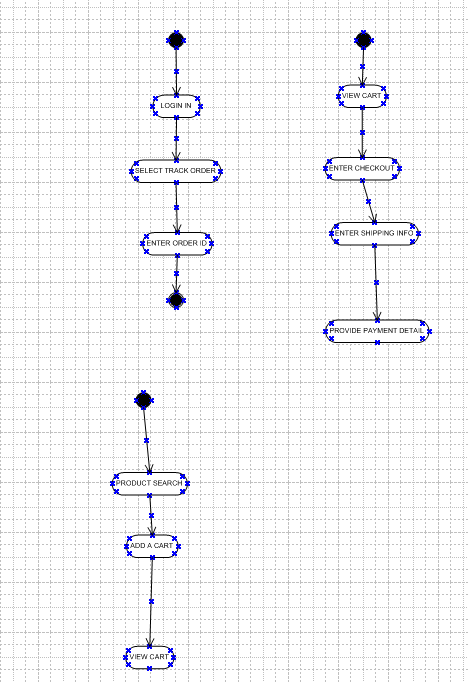 LOGIN IN
SELECT TRACK ORDER
ENTER ORDER ID
VIEW CART
ENTER CHECKOUT
ENTER SHIPPING INFO
PROVIDE PAYMENT DETAIL
PRODUCT SEARCH
ADD A CART
VIEW CART